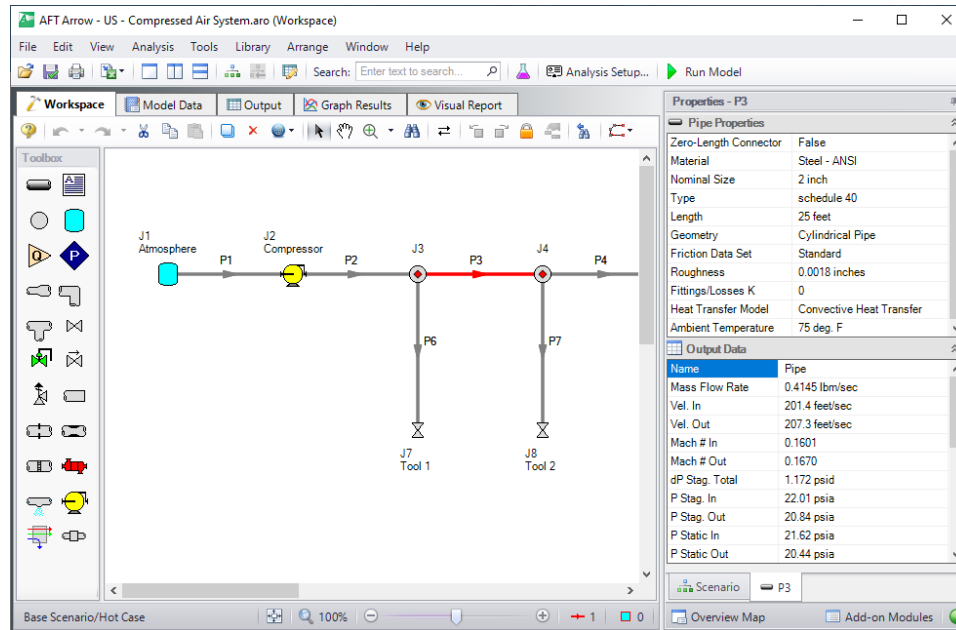 AFT Arrow - US - Compressed Air System.aro (Workspace)
File Edit View Analysis Tools Library Arrange Window Help
Search: Enter text to search... Analysis Setup... Run Model
Workspace Model Data Output Graph Results Visual Report
Toolbox
J1
Atmosphere
J2
Compressor
J3
J4
P1
P2
P3
P4
P6
P7
J7
Tool 1
J8
Tool 2
Q
P
A
Properties - P3
Pipe Properties
Zero-Length Connector False
Material Steel - ANSI
Nominal Size 2 inch
Type schedule 40
Length 25 feet
Geometry Cylindrical Pipe
Friction Data Set Standard
Roughness 0.0018 inches
Fittings/Losses K 0
Heat Transfer Model Convective Heat Transfer
Ambient Temperature 75 deg. F
Output Data
Name Pipe
Mass Flow Rate 0.4145 lbm/sec
Vel. In 201.4 feet/sec
Vel. Out 207.3 feet/sec
Mach # In 0.1601
Mach # Out 0.1670
dP Stag. Total 1.172 psid
P Stag. In 22.01 psia
P Stag. Out 20.84 psia
P Static In 21.62 psia
P Static Out 20.44 psia
Scenario P3
Base Scenario/Hot Case 100% 1 0 Overview Map Add-on Modules